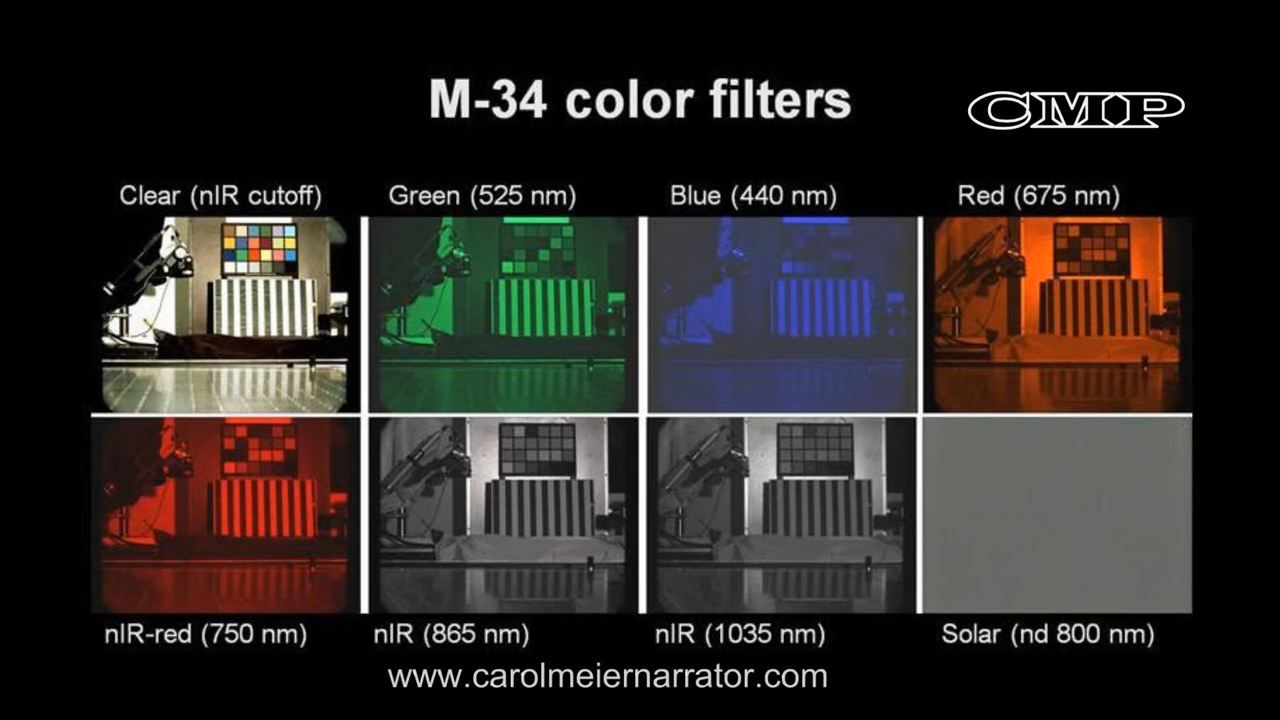 M-34 color filters
CMP
Clear (nIR cutoff)
Green (525 nm)
Blue (440 nm)
Red (675 nm)
nIR-red (750 nm)
nIR (865 nm)
nIR (1035 nm)
Solar (nd 800 nm)
www.carolmeiernarrator.com